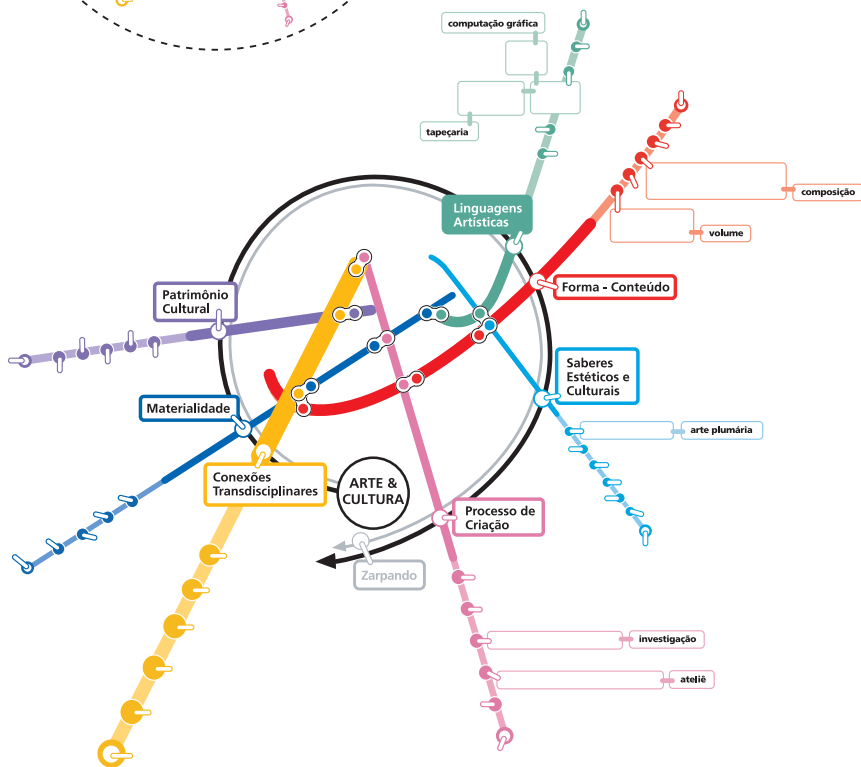 computação gráfica
tapeçaria
composição
volume
Linguagens
Artísticas
Forma - Conteúdo
Patrimônio
Cultural
Saberes
Estéticos e
Culturais
Materialidade
arte plumária
Conexões
Transdisciplinares
ARTE &
CULTURA
Processo de
Criação
Zarpando
investigação
ateliê